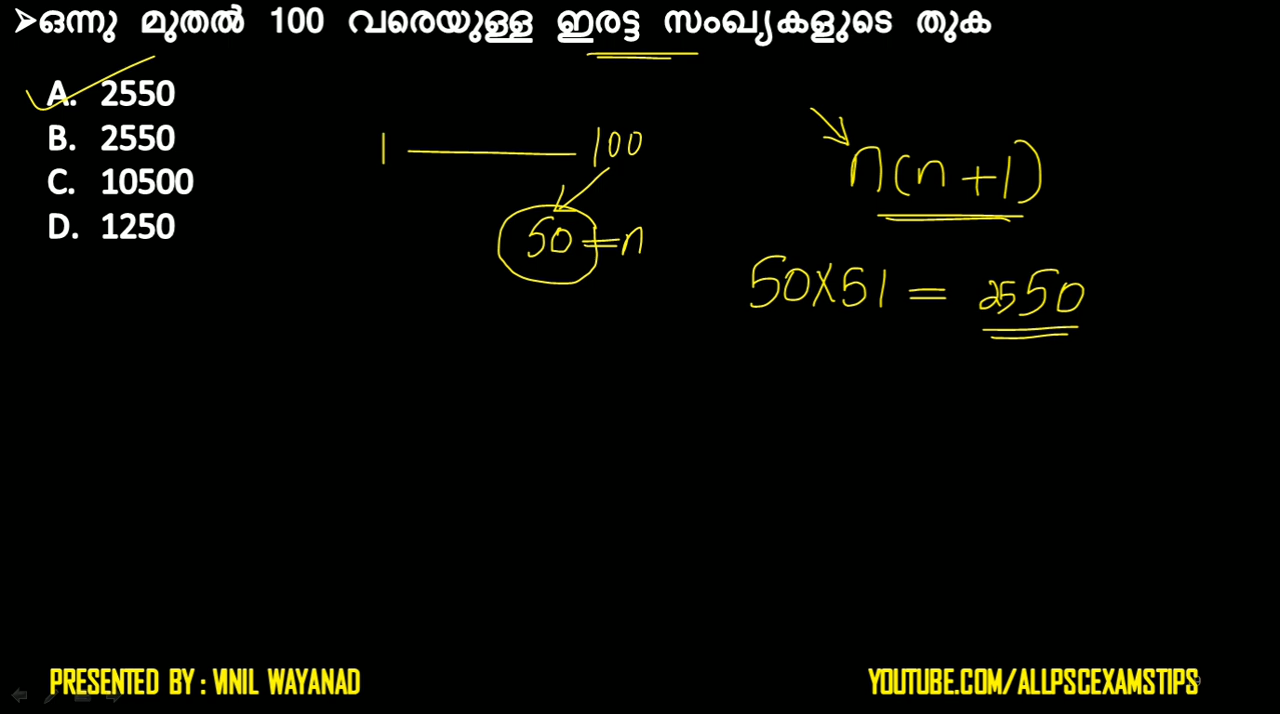 ➢ഒന്നു മുതൽ 100 വരെയുള്ള ഇരട്ട സംഖ്യകളുടെ തുക
A. 2550
B. 2550
C. 10500
D. 1250
1 100
50 = n
n(n+1)
50x51 = 2550
PRESENTED BY : VINIL WAYANAD
YOUTUBE.COM/ALLPSCEXAMSTIPS